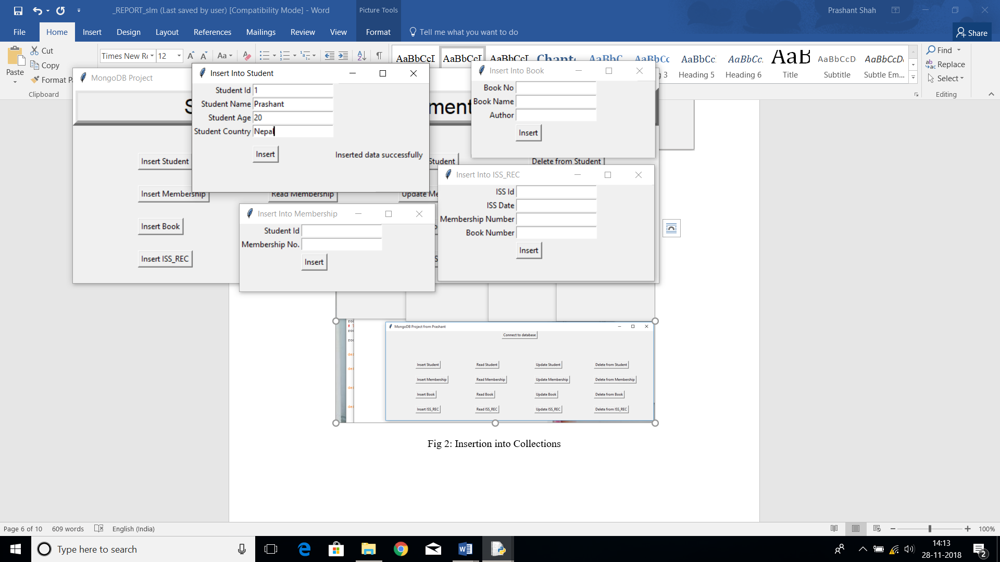 _REPORT_slm (Last saved by user) [Compatibility Mode] - Word
Picture Tools
Prashant Shah
File Home Insert Design Layout References Mailings Review View Format Tell me what you want to do Share
Paste
Cut
Copy
Format P
Clipboard
Times New Ro 12
Aa
AaBbCcI AaBbCcI AaBbCcI Chapt AaBbC AaBbCc AaBbCc AaBbCc. AaB AaBbCcD AaBbCcD
3 Heading 5 Heading 6 Title Subtitle Subtle Em...
Find
Replace
Select
Editing
MongoDB Project
S
ment
Insert Student
Student
Delete from Student
Insert Membership
Read Membership
Update Me
Insert Book
Insert ISS_REC
Insert Into Student
Student Id 1
Student Name Prashant
Student Age 20
Student Country Nepal
Insert
Inserted data successfully
Insert Into Book
Book No
Book Name
Author
Insert
Insert Into ISS_REC
ISS Id
ISS Date
Membership Number
Book Number
Insert
Insert Into Membership
Student Id
Membership No.
Insert
MongoDB Project from Prashant
Connect to database
Insert Student Read Student Update Student Delete from Student
Insert Membership Read Membership Update Membership Delete from Membership
Insert Book Read Book Update Book Delete from Book
Insert ISS_REC Read ISS_REC Update ISS_REC Delete from ISS_REC
Fig 2: Insertion into Collections
Page 6 of 10 609 words English (India) 100%
Type here to search
14:13
28-11-2018
2